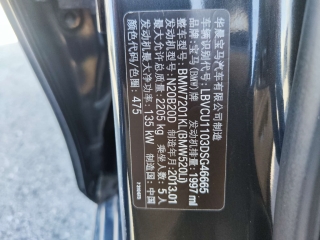 华晨宝马汽车有限公司制造
车辆识别代号:LBVCU1103DSG46665
品牌:宝马(BMW)牌
整车型号:BMW7201KL(BMW520Li)
发动机型号:N20B20D 发动机排量:1997 ml
最大允许总质量:2205 kg 制造年月:2013.01
发动机最大净功率:135 kW 乘坐人数:5 人
颜色代码/色圈:475 制造国:中国